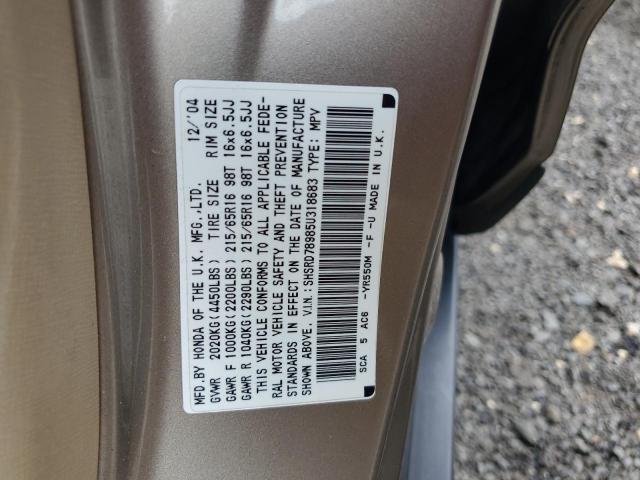 MFD.BY HONDA OF THE U.K. MFG.,LTD. 12/'04
GVWR 2020KG(4450LBS) TIRE SIZE RIM SIZE
GAWR F 1000KG(2200LBS) 215/65R16 98T 16x6.5JJ
GAWR R 1040KG(2290LBS) 215/65R16 98T 16x6.5JJ
THIS VEHICLE CONFORMS TO ALL APPLICABLE FEDE-
RAL MOTOR VEHICLE SAFETY AND THEFT PREVENTION
STANDARDS IN EFFECT ON THE DATE OF MANUFACTURE
SHOWN ABOVE. V.I.N.:SHSRD78985U318683 TYPE: MPV
SCA 5 AC6 -YR550M -F -U MADE IN U.K.